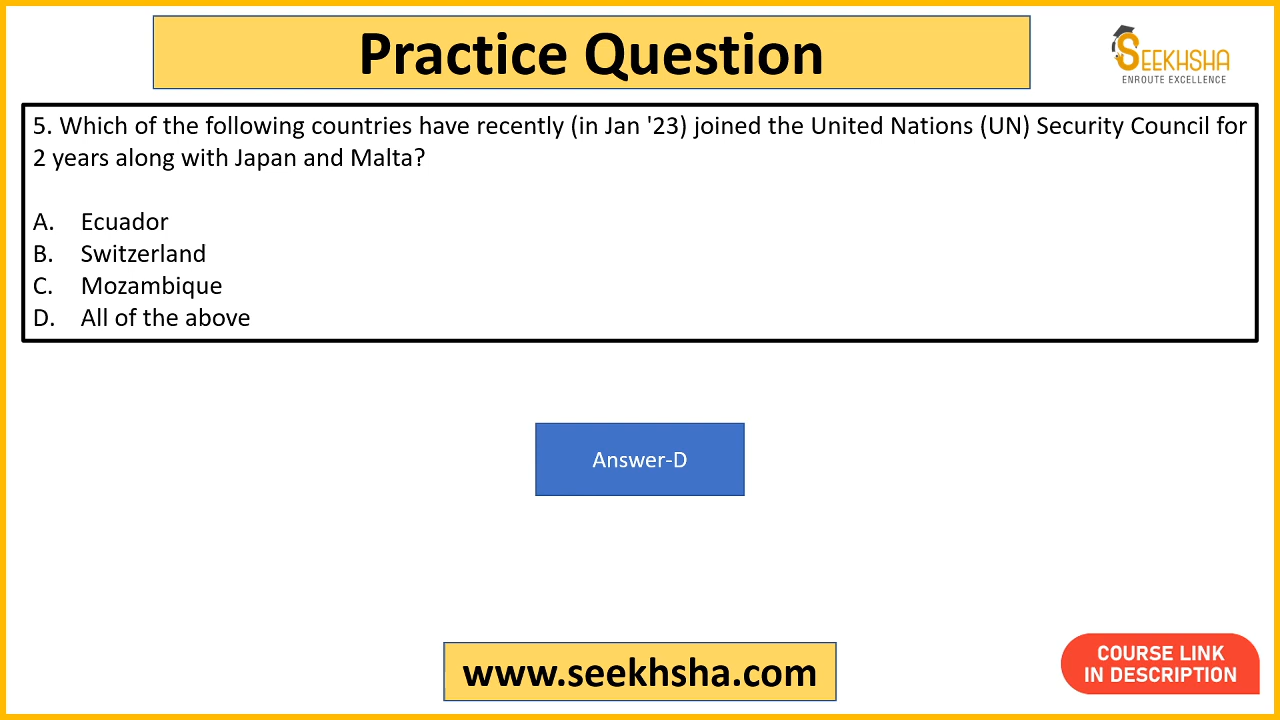 Practice Question
SEEKHSHA
ENROUTE EXCELLENCE
5. Which of the following countries have recently (in Jan '23) joined the United Nations (UN) Security Council for
2 years along with Japan and Malta?
A. Ecuador
B. Switzerland
C. Mozambique
D. All of the above
Answer-D
www.seekhsha.com
COURSE LINK
IN DESCRIPTION